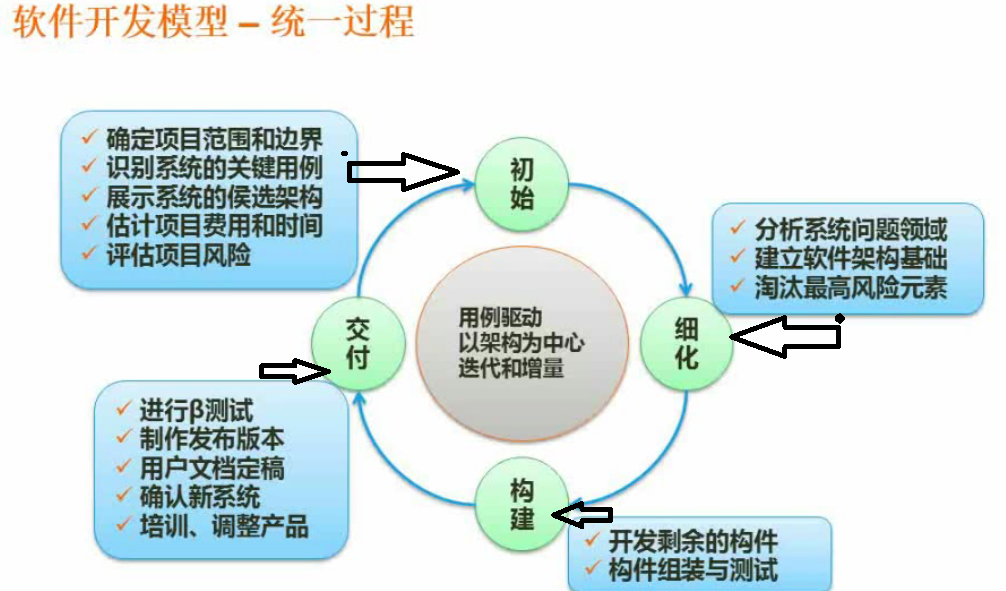 软件开发模型 – 统一过程
✓ 确定项目范围和边界
✓ 识别系统的关键用例
✓ 展示系统的侯选架构
✓ 估计项目费用和时间
✓ 评估项目风险
初
始
✓ 分析系统问题领域
✓ 建立软件架构基础
✓ 淘汰最高风险元素
交
付
用例驱动
以架构为中心
迭代和增量
细
化
✓ 进行β测试
✓ 制作发布版本
✓ 用户文档定稿
✓ 确认新系统
✓ 培训、调整产品
构
建
✓ 开发剩余的构件
✓ 构件组装与测试